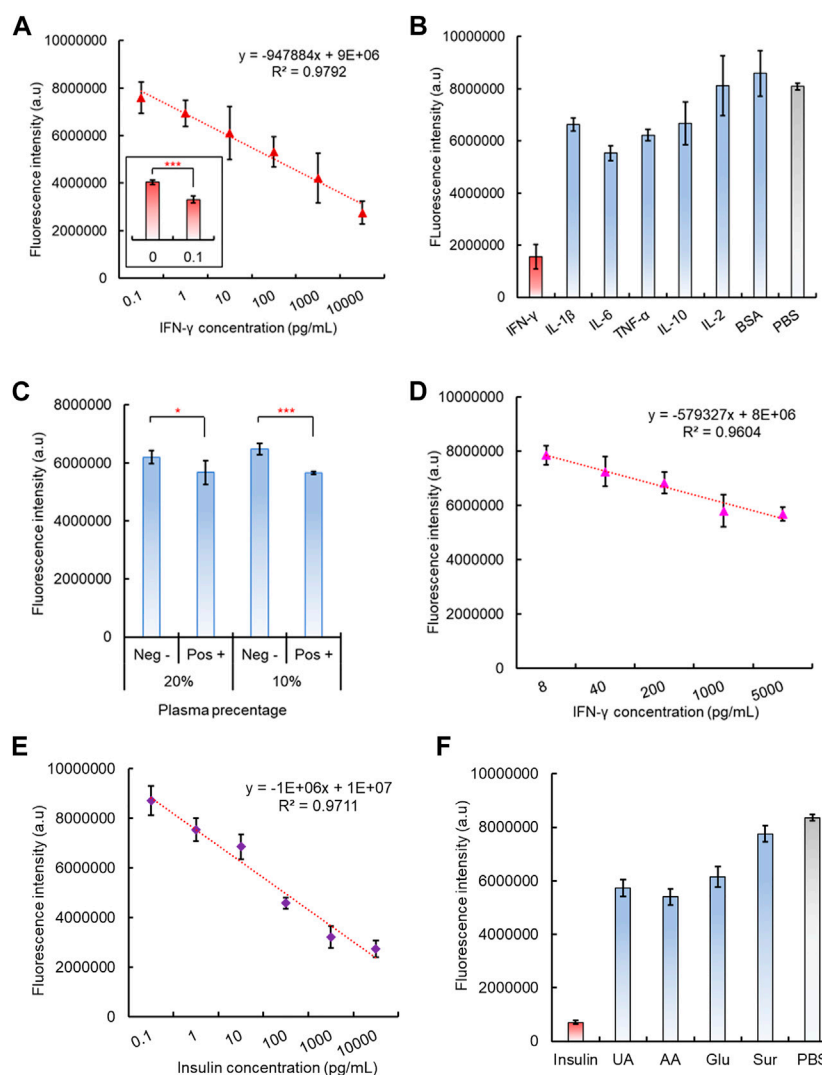 A
Fluorescence intensity (a.u)
10000000
8000000
6000000
4000000
2000000
0
y = -947884x + 9E+06
R² = 0.9792
***
0 0.1
0.1 1 10 100 1000 10000
IFN-γ concentration (pg/mL)
B
FLuorescence intensity (a.u)
10000000
8000000
6000000
4000000
2000000
0
IFN-γ IL-1β IL-6 TNF-α IL-10 IL-2 BSA PBS
C
Fluorescence intensity (a.u)
8000000
6000000
4000000
2000000
0
* ***
Neg - Pos + Neg - Pos +
20% 10%
Plasma precentage
D
Fluorescence intensity (a.u)
10000000
8000000
6000000
4000000
2000000
0
y = -579327x + 8E+06
R² = 0.9604
8 40 200 1000 5000
IFN-γ concentration (pg/mL)
E
Fluorescence intensity (a.u)
10000000
8000000
6000000
4000000
2000000
0
y = -1E+06x + 1E+07
R² = 0.9711
0.1 1 10 100 1000 10000
Insulin concentration (pg/mL)
F
Fluorescence intensity (a.u)
10000000
8000000
6000000
4000000
2000000
0
Insulin UA AA Glu Sur PBS